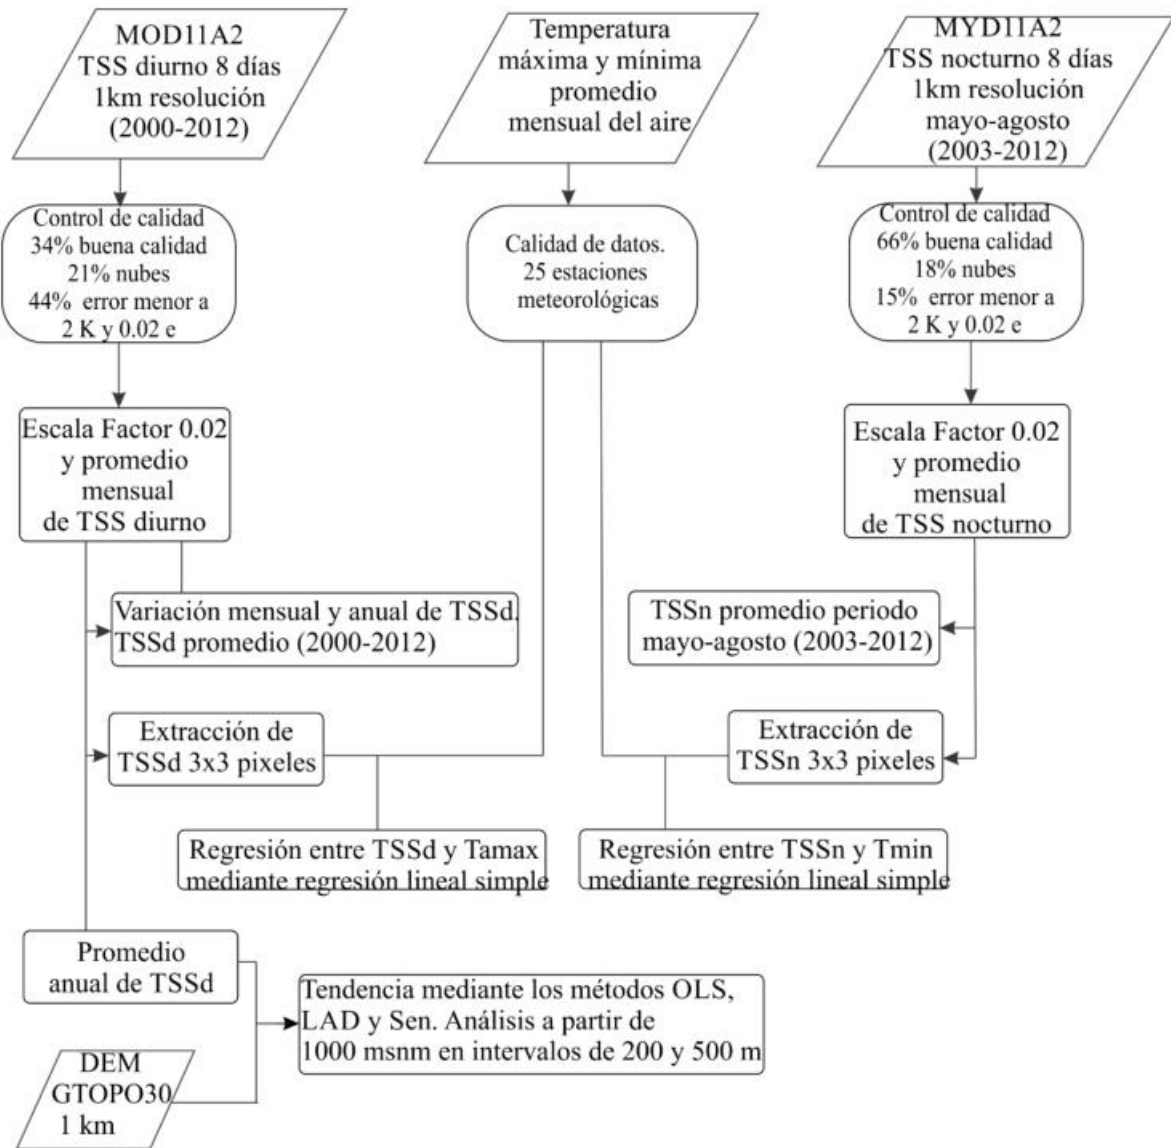 MOD11A2
TSS diurno 8 días
1km resolución
(2000-2012)
Temperatura
máxima y mínima
promedio
mensual del aire
MYD11A2
TSS nocturno 8 días
1km resolución
mayo-agosto
(2003-2012)
Control de calidad
34% buena calidad
21% nubes
44% error menor a
2 K y 0.02 e
Calidad de datos.
25 estaciones
meteorológicas
Control de calidad
66% buena calidad
18% nubes
15% error menor a
2 K y 0.02 e
Escala Factor 0.02
y promedio
mensual
de TSS diurno
Escala Factor 0.02
y promedio
mensual
de TSS nocturno
Variación mensual y anual de TSSd.
TSSd promedio (2000-2012)
TSSn promedio periodo
mayo-agosto (2003-2012)
Extracción de
TSSd 3x3 pixeles
Extracción de
TSSn 3x3 pixeles
Regresión entre TSSd y Tamax
mediante regresión lineal simple
Regresión entre TSSn y Tmin
mediante regresión lineal simple
Promedio
anual de TSSd
Tendencia mediante los métodos OLS,
LAD y Sen. Análisis a partir de
1000 msnm en intervalos de 200 y 500 m
DEM
GTOPO30
1 km